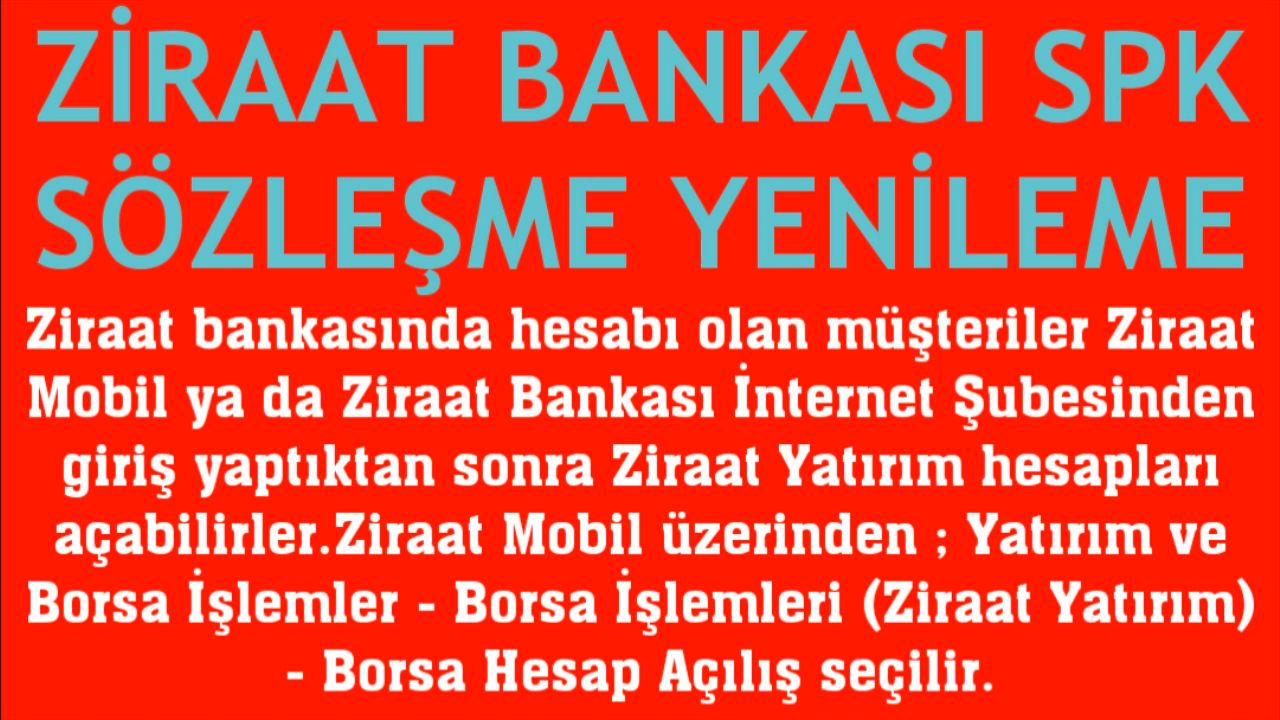 ZİRAAT BANKASI SPK
SÖZLEŞME YENİLEME
Ziraat bankasında hesabı olan müşteriler Ziraat
Mobil ya da Ziraat Bankası İnternet Şubesinden
giriş yaptıktan sonra Ziraat Yatırım hesapları
açabilirler.Ziraat Mobil üzerinden ; Yatırım ve
Borsa İşlemler - Borsa İşlemleri (Ziraat Yatırım)
- Borsa Hesap Açılış seçilir.